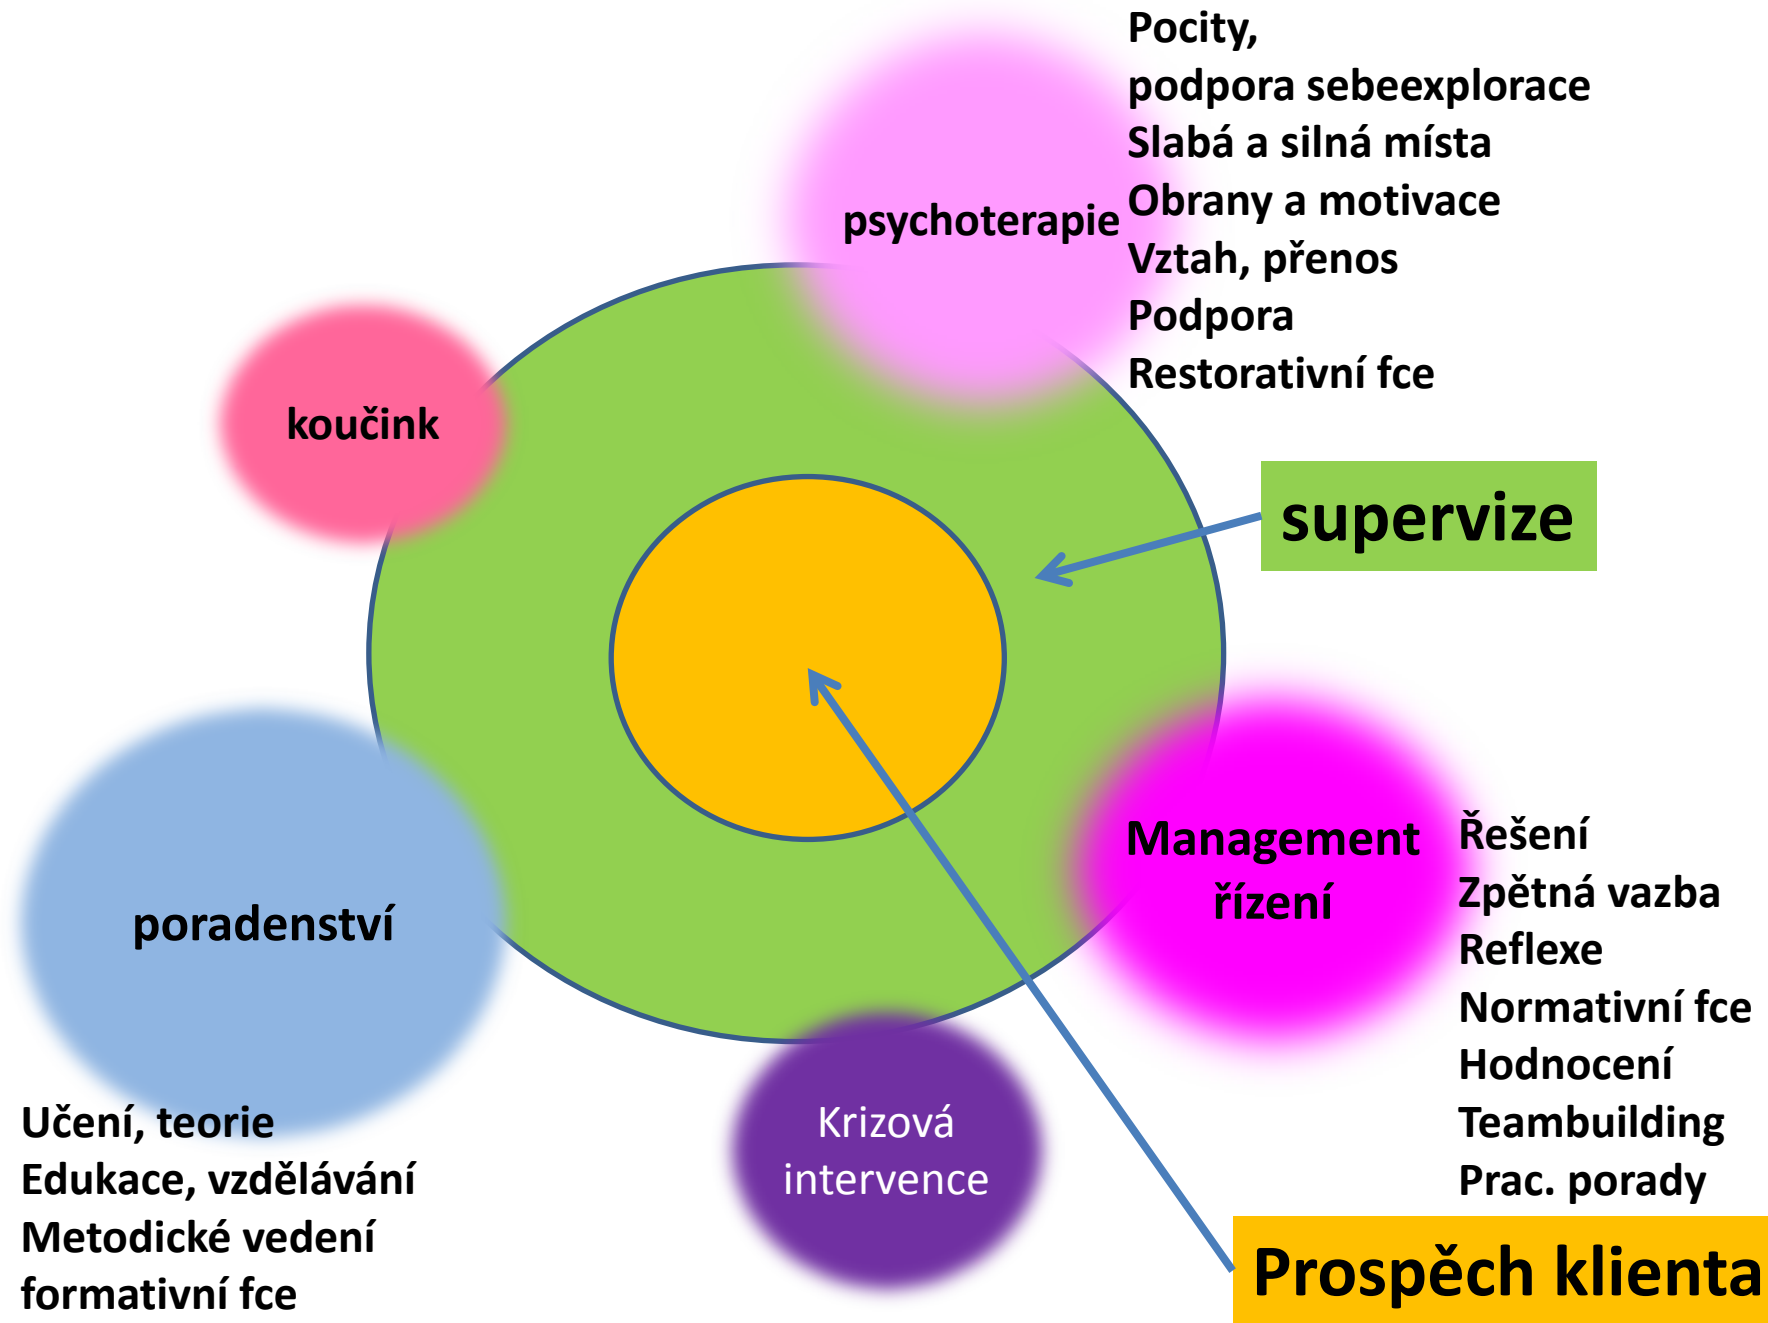 Pocity,
podpora sebeexplorace
Slabá a silná místa
Obrany a motivace
Vztah, přenos
Podpora
Restorativní fce
psychoterapie
koučink
supervize
Management
řízení
Řešení
Zpětná vazba
Reflexe
Normativní fce
Hodnocení
Teambuilding
Prac. porady
poradenství
Učení, teorie
Edukace, vzdělávání
Metodické vedení
formativní fce
Krizová
intervence
Prospěch klienta